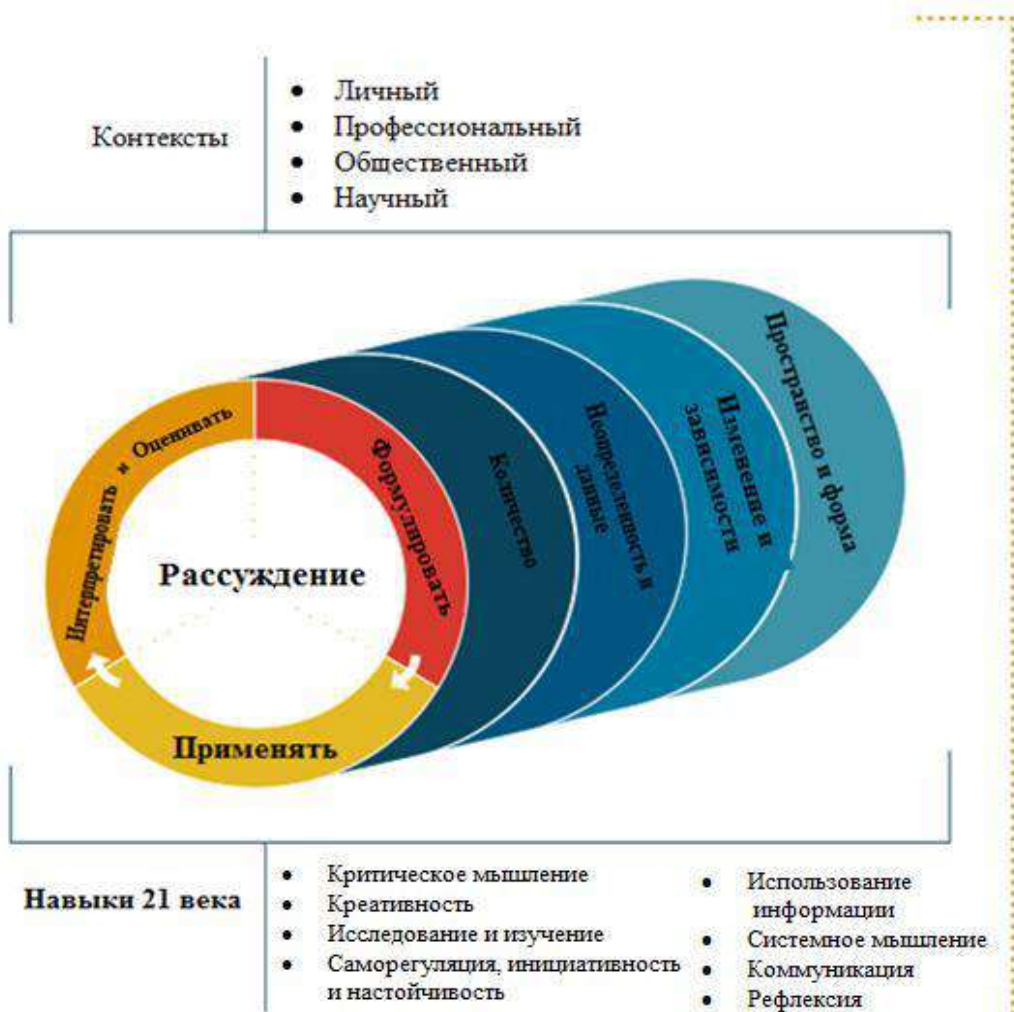 Контексты
• Личный
• Профессиональный
• Общественный
• Научный
Интерпретировать и Оценивать
Формулировать
Применять
Рассуждение
Количество
Неопределенность и
данные
Изменение и
зависимости
Пространство и форма
Навыки 21 века
• Критическое мышление
• Креативность
• Исследование и изучение
• Саморегуляция, инициативность
и настойчивость
• Использование
информации
• Системное мышление
• Коммуникация
• Рефлексия